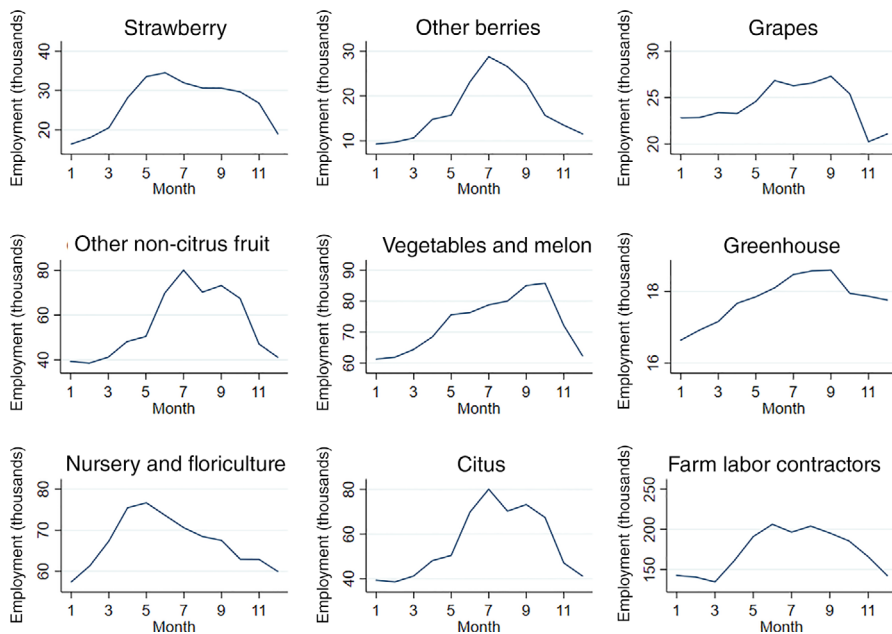 Strawberry
Employment (thousands)
40
30
20
1 3 5 7 9 11
Month
Other berries
Employment (thousands)
30
20
10
1 3 5 7 9 11
Month
Grapes
Employment (thousands)
30
25
20
1 3 5 7 9 11
Month
Other non-citrus fruit
Employment (thousands)
80
60
40
1 3 5 7 9 11
Month
Vegetables and melon
Employment (thousands)
90
80
70
60
1 3 5 7 9 11
Month
Greenhouse
Employment (thousands)
18
16
1 3 5 7 9 11
Month
Nursery and floriculture
Employment (thousands)
80
70
60
1 3 5 7 9 11
Month
Citus
Employment (thousands)
80
60
40
1 3 5 7 9 11
Month
Farm labor contractors
Employment (thousands)
250
200
150
1 3 5 7 9 11
Month